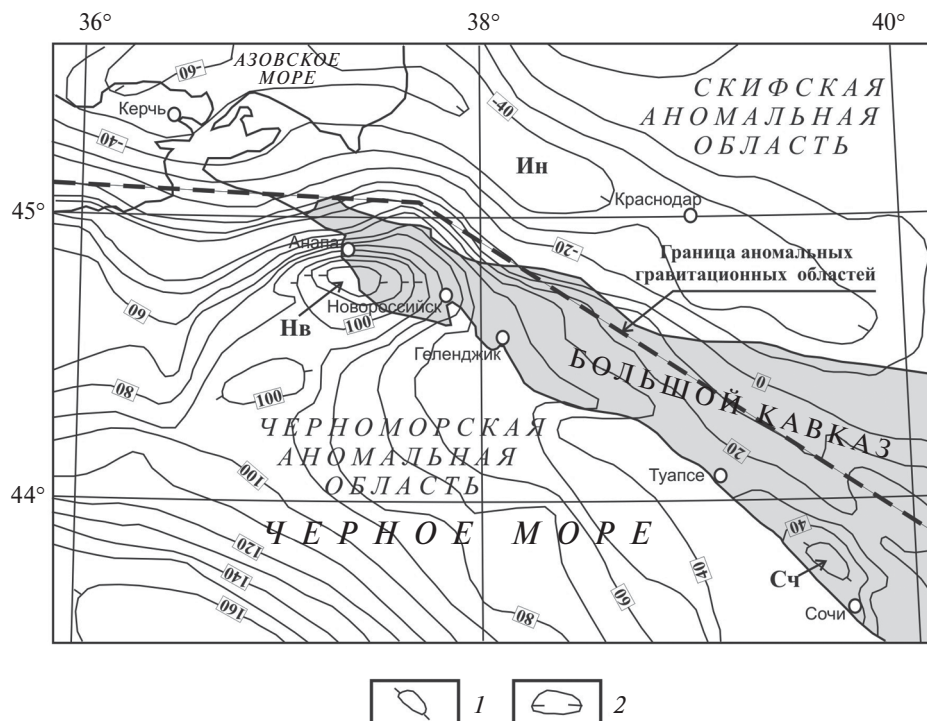 36°
38°
40°
-60
АЗОВСКОЕ
МОРЕ
Керчь
-40
-40
СКИФСКАЯ
АНОМАЛЬНАЯ
ОБЛАСТЬ
Ин
Краснодар
45°
-20
Анапа
Граница аномальных
гравитационных областей
60
Нв
Новороссийск
100
Геленджик
80
100
0
БОЛЬШОЙ КАВКАЗ
ЧЕРНОМОРСКАЯ
АНОМАЛЬНАЯ
ОБЛАСТЬ
20
100
Туапсе
44°
ЧЕРНОЕ МОРЕ
120
140
160
40
40
60
80
Сч
Сочи
1
2